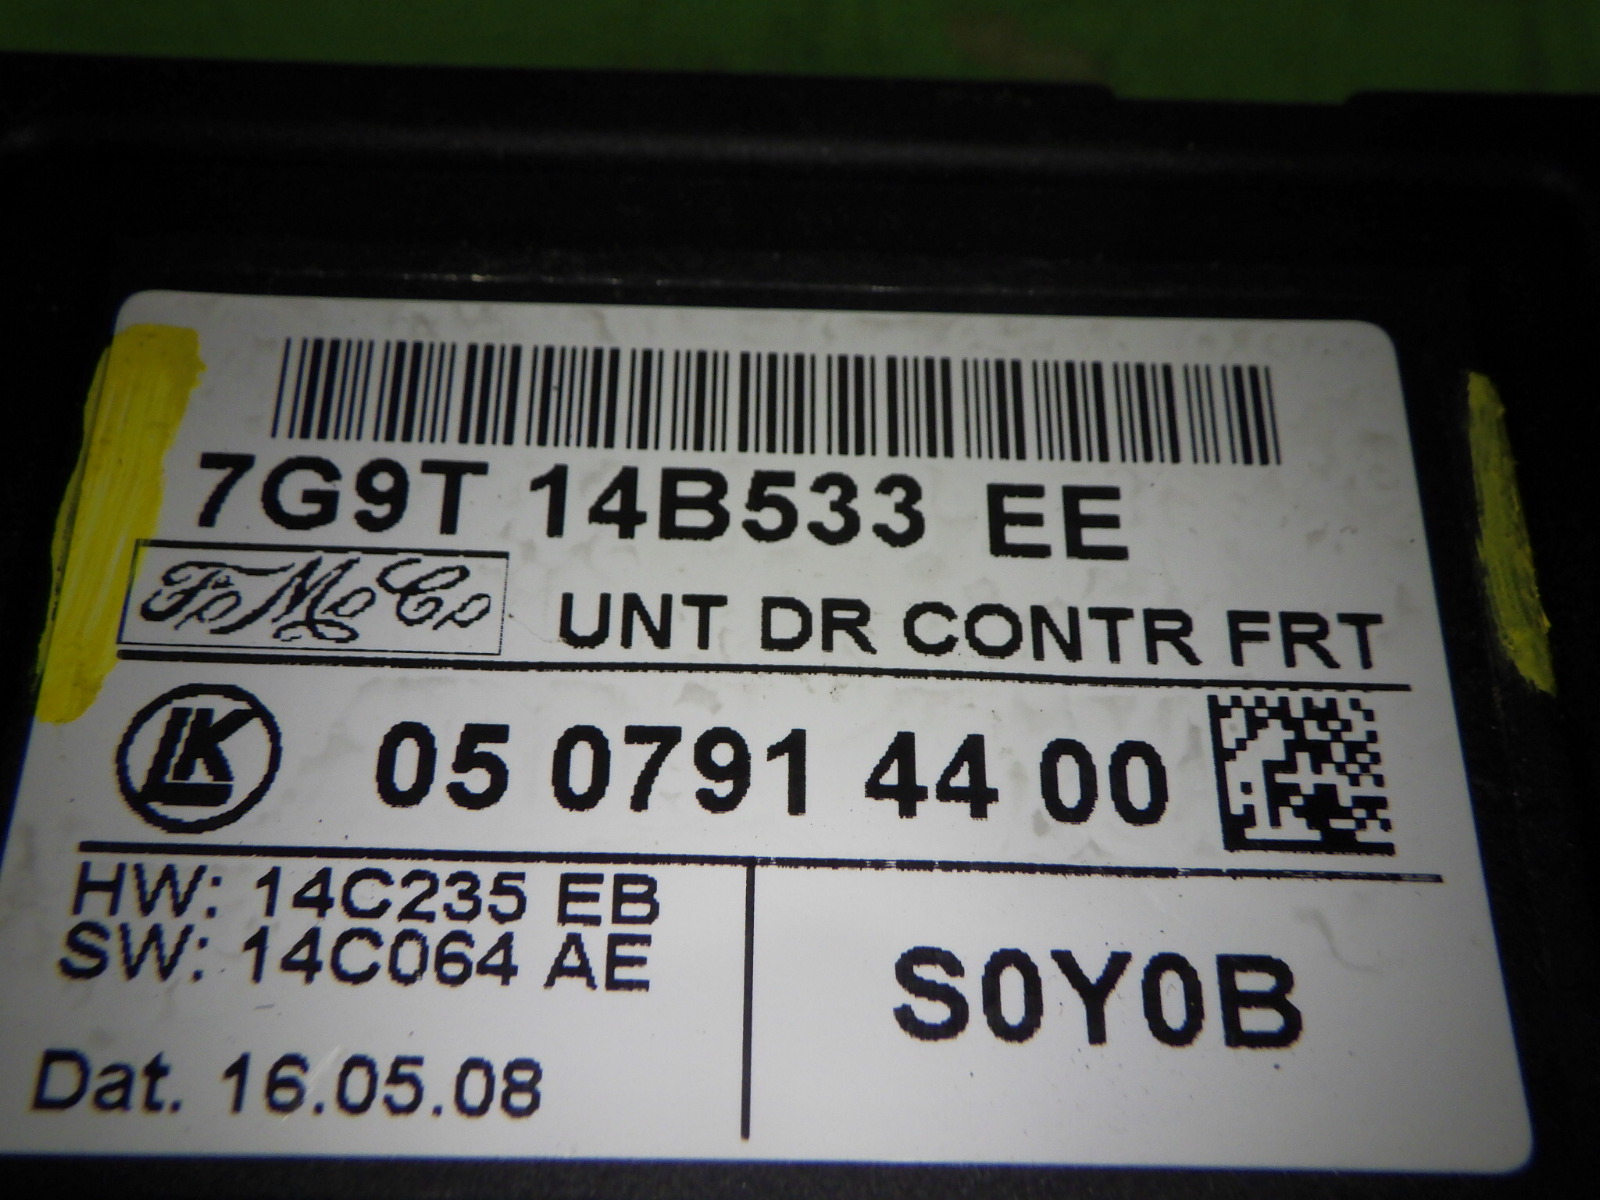 7G9T 14B533 EE
FoMoCo UNT DR CONTR FRT
LK 05 0791 44 00
HW: 14C235 EB
SW: 14C064 AE
S0Y0B
Dat. 16.05.08